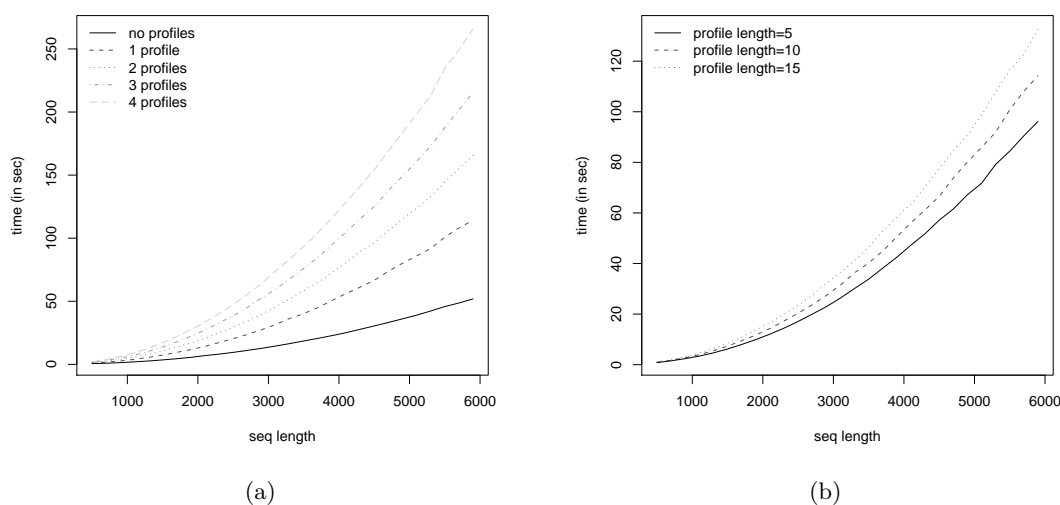 no profiles
1 profile
2 profiles
3 profiles
4 profiles
time (in sec)
250
200
150
100
50
0
1000 2000 3000 4000 5000 6000
seq length
(a)
profile length=5
profile length=10
profile length=15
time (in sec)
120
100
80
60
40
20
0
1000 2000 3000 4000 5000 6000
seq length
(b)